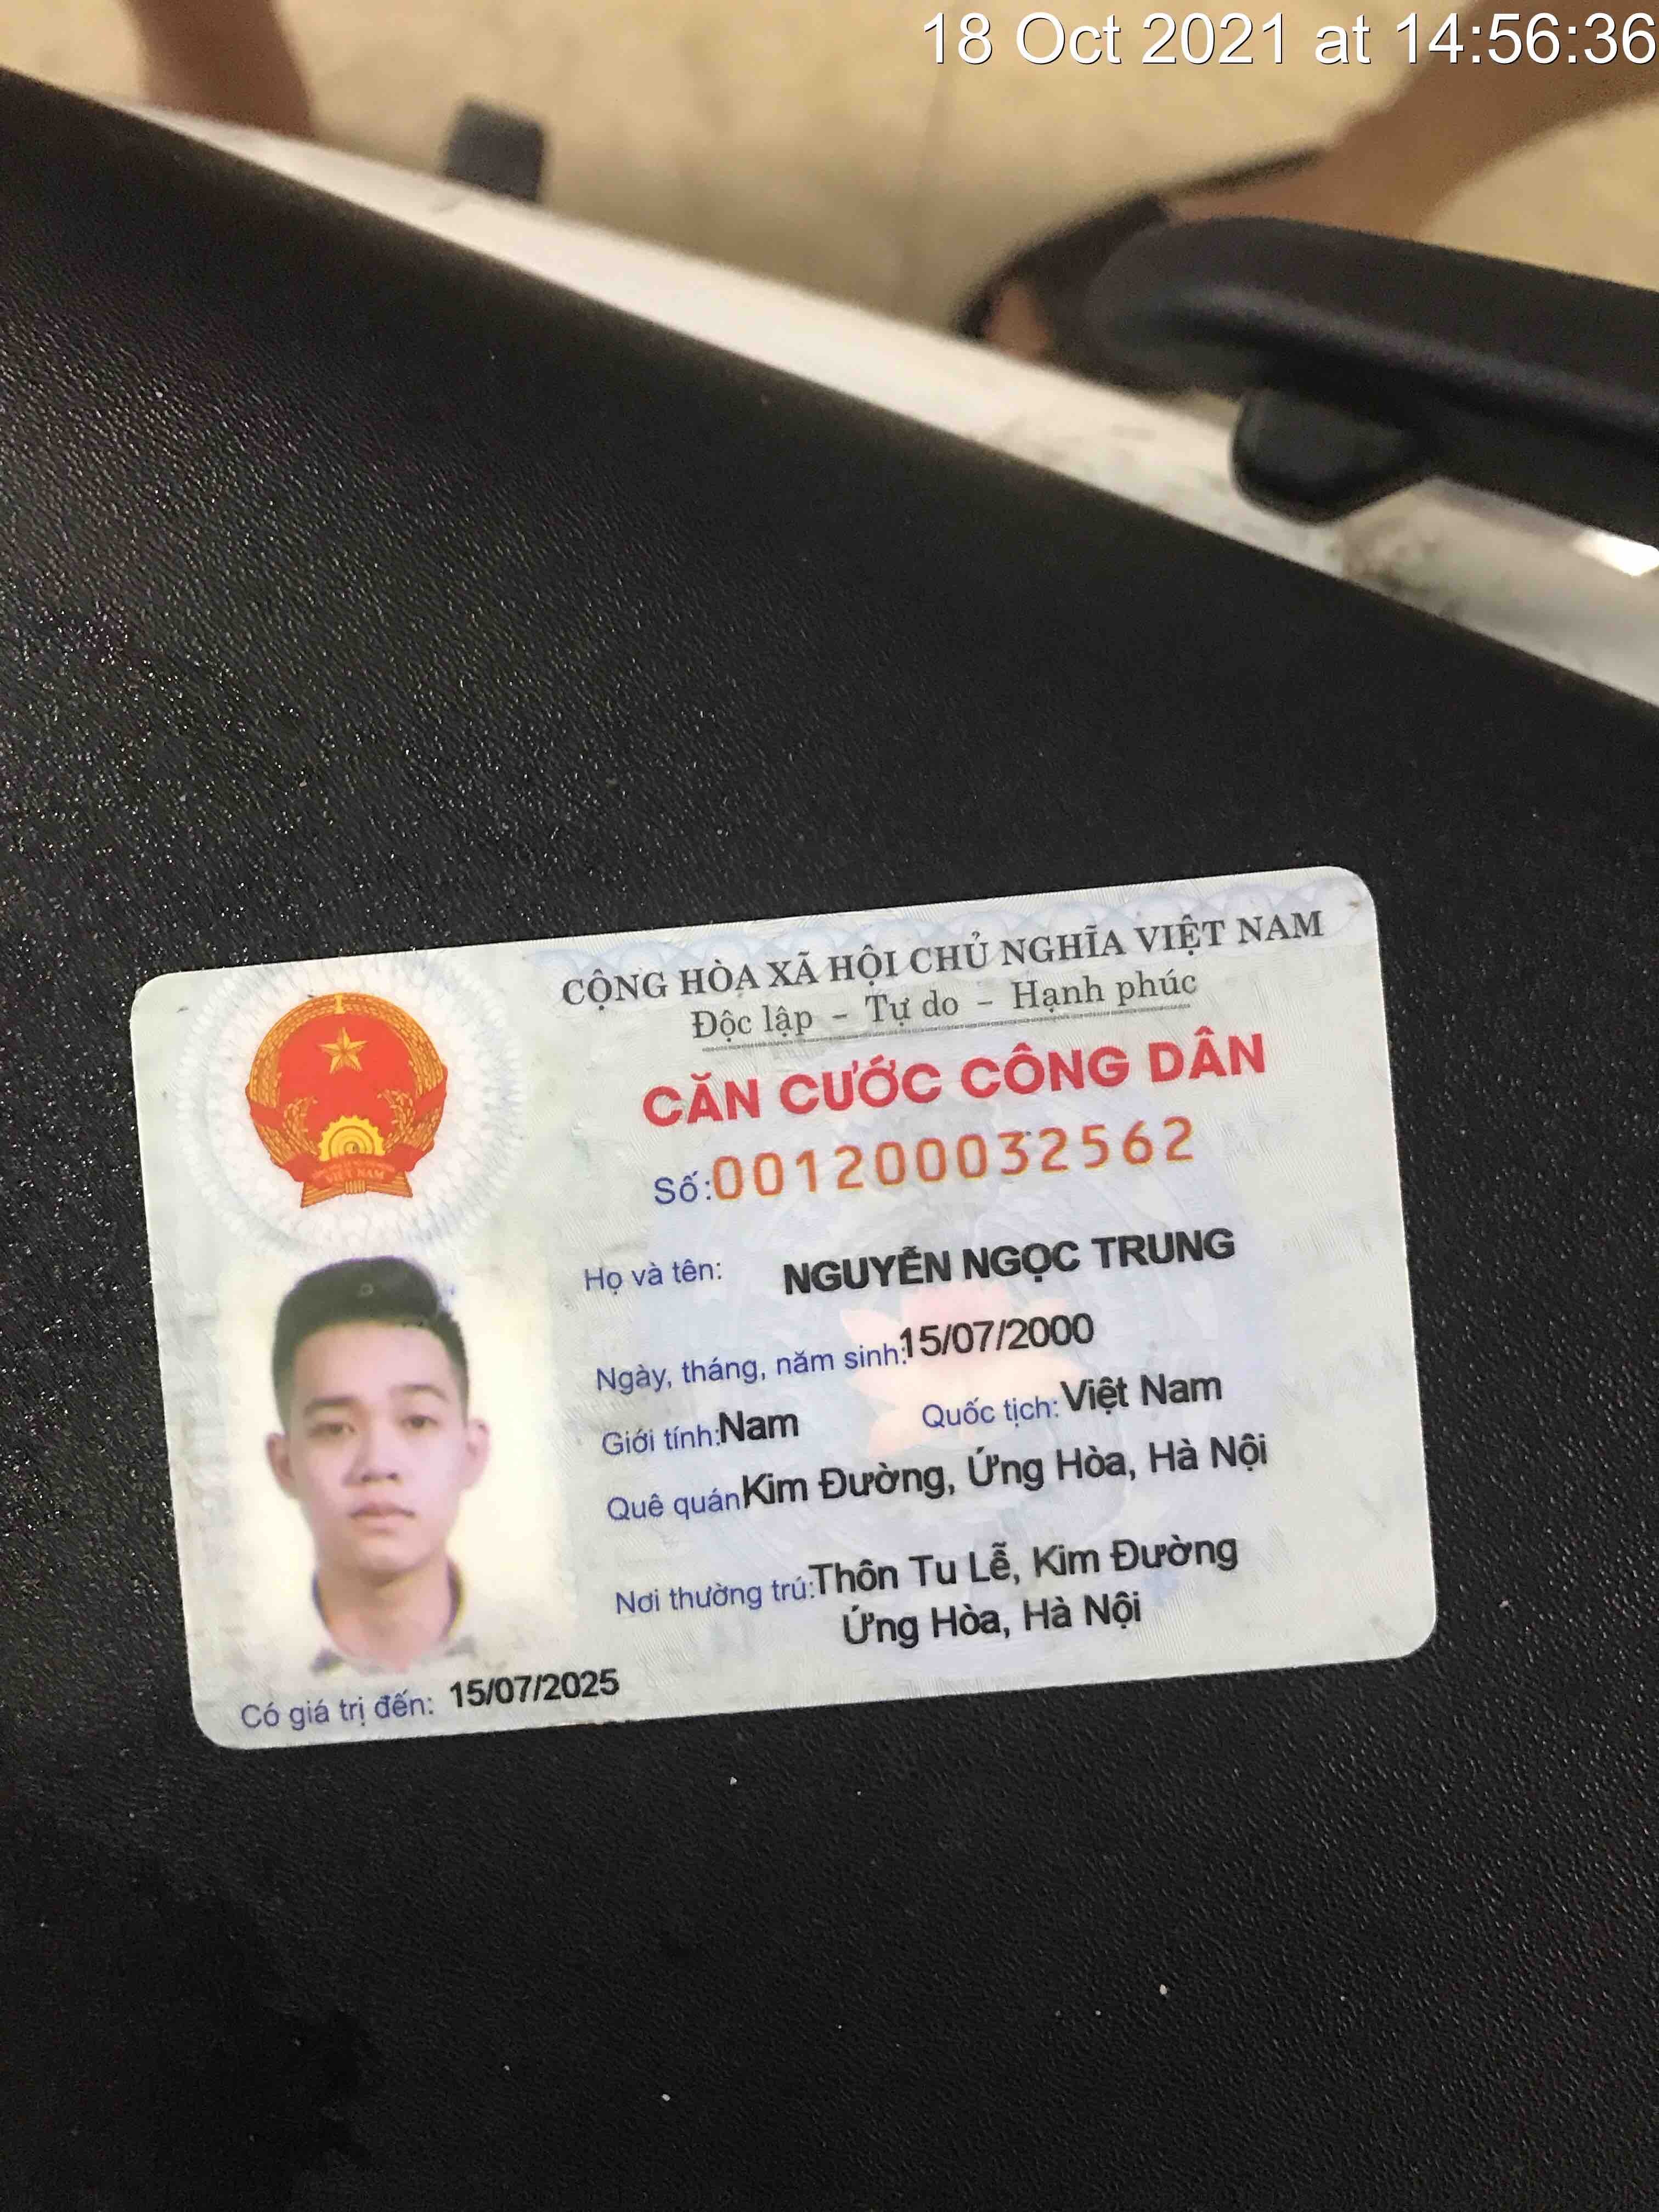 18 Oct 2021 at 14:56:36
CỘNG HÒA XÃ HỘI CHỦ NGHĨA VIỆT NAM
Độc lập - Tự do - Hạnh phúc
CĂN CƯỚC CÔNG DÂN
Số: 001200032562
Họ và tên: NGUYỄN NGỌC TRUNG
Ngày, tháng, năm sinh: 15/07/2000
Giới tính: Nam Quốc tịch: Việt Nam
Quê quán Kim Đường, Ứng Hòa, Hà Nội
Nơi thường trú: Thôn Tu Lễ, Kim Đường
Ứng Hòa, Hà Nội
Có giá trị đến: 15/07/2025
VIỆT NAM